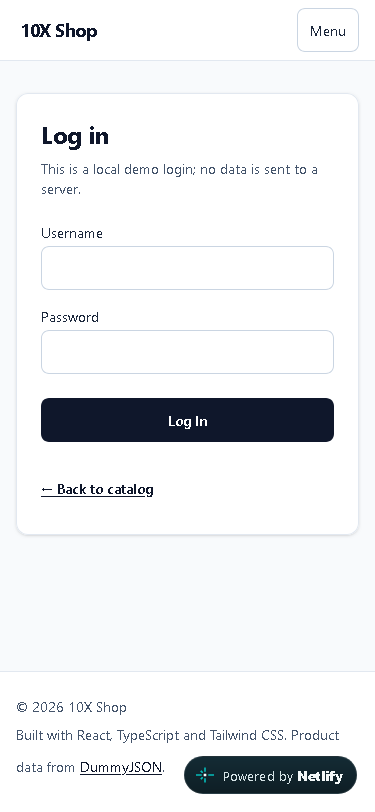 10X Shop
Menu
Log in
This is a local demo login; no data is sent to a
server.
Username
Password
Log In
← Back to catalog
© 2026 10X Shop
Built with React, TypeScript and Tailwind CSS. Product
data from DummyJSON.
Powered by Netlify